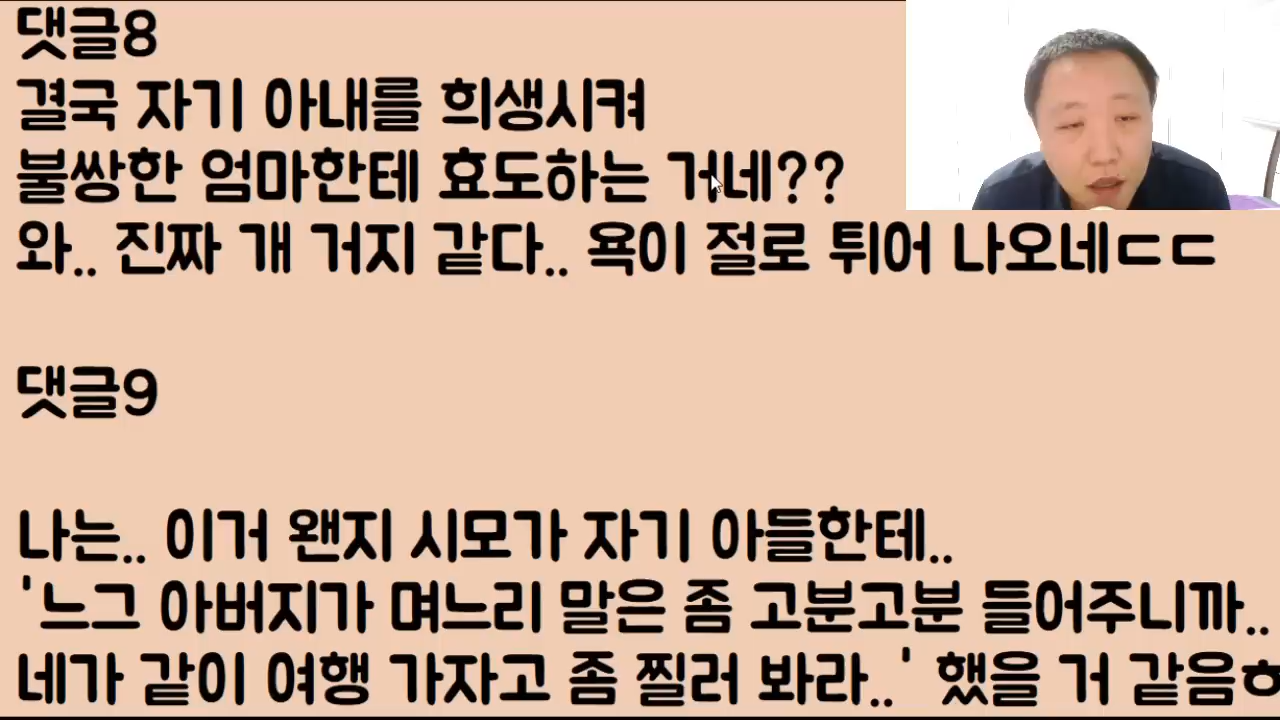 댓글8
결국 자기 아내를 희생시켜
불쌍한 엄마한테 효도하는 거네??
와.. 진짜 개 거지 같다.. 욕이 절로 튀어 나오네ㄷㄷ
댓글9
나는.. 이거 왠지 시모가 자기 아들한테..
'느그 아버지가 며느리 말은 좀 고분고분 들어주니까..
네가 같이 여행 가자고 좀 찔러 봐라..' 했을 거 같음ㅎ